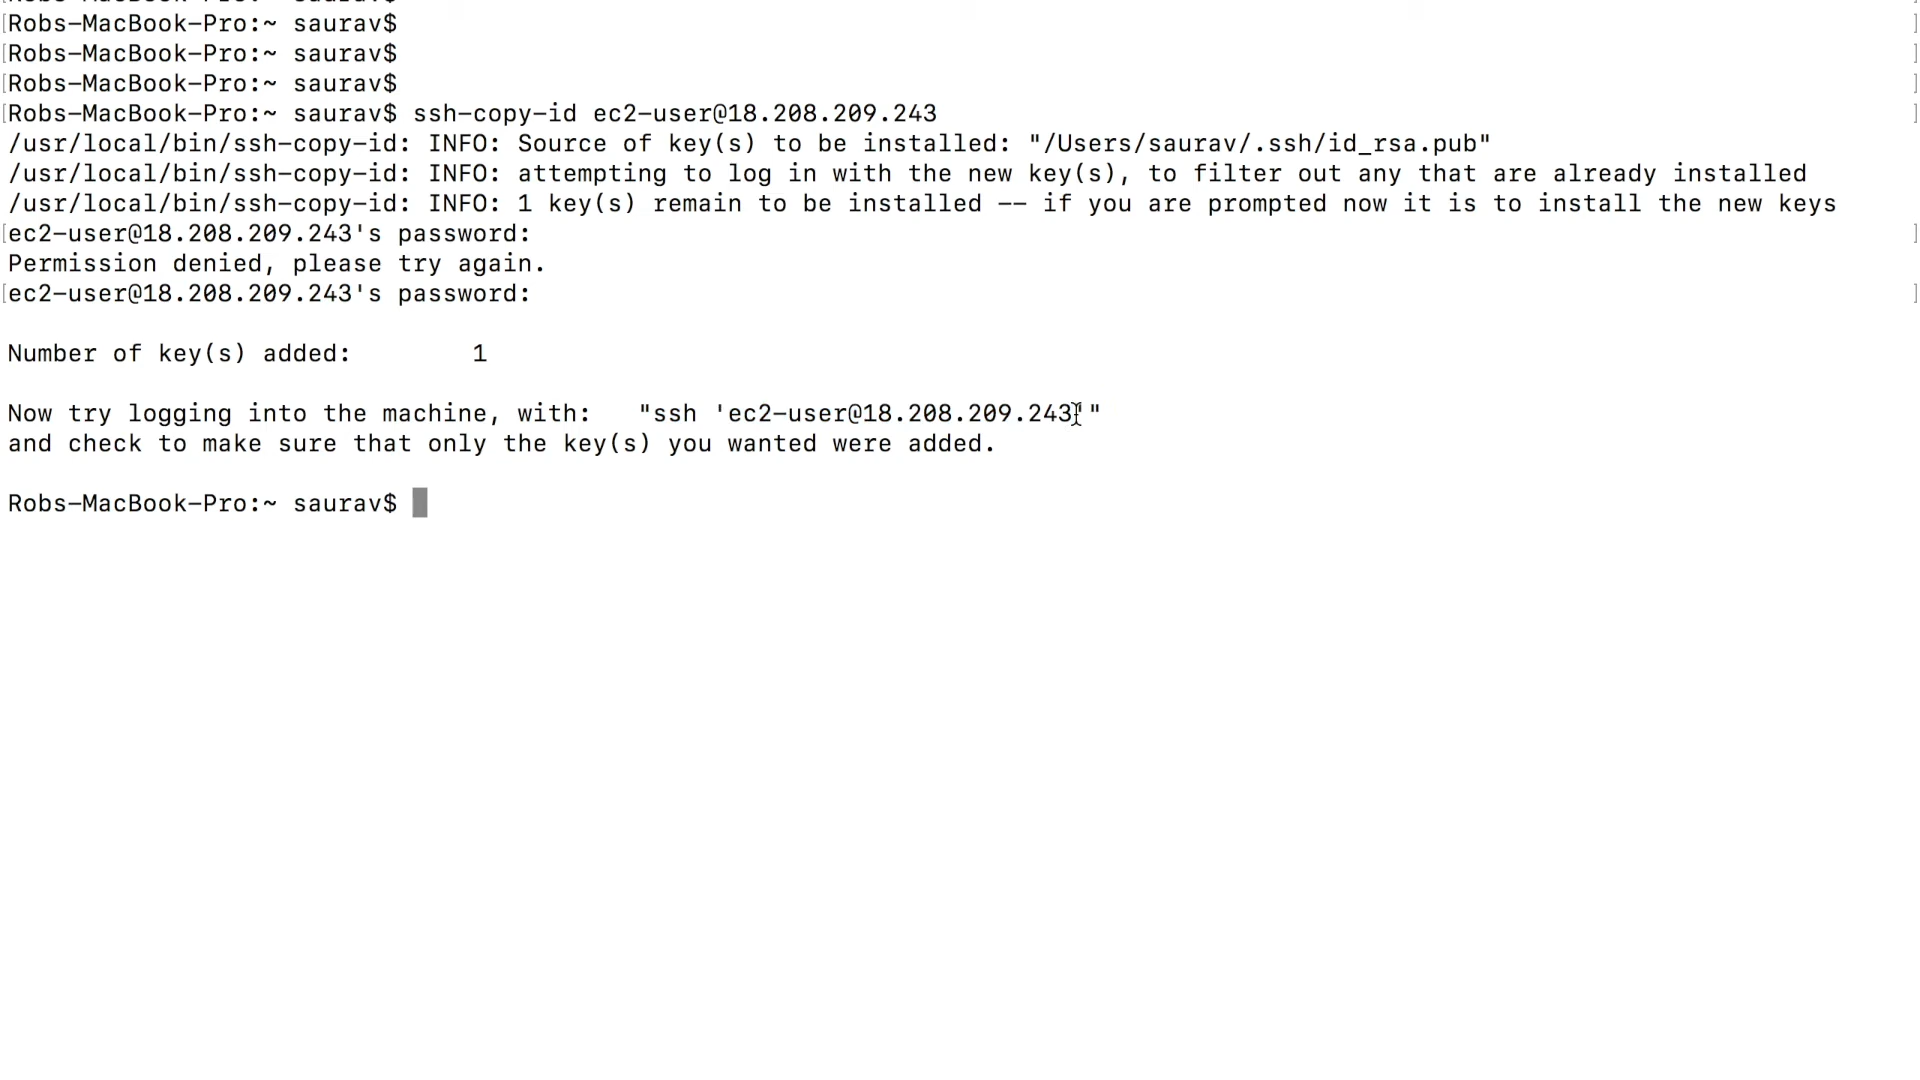 [Robs-MacBook-Pro:~ saurav$ ]
[Robs-MacBook-Pro:~ saurav$ ]
[Robs-MacBook-Pro:~ saurav$ ]
[Robs-MacBook-Pro:~ saurav$ ssh-copy-id ec2-user@18.208.209.243 ]
/usr/local/bin/ssh-copy-id: INFO: Source of key(s) to be installed: "/Users/saurav/.ssh/id_rsa.pub"
/usr/local/bin/ssh-copy-id: INFO: attempting to log in with the new key(s), to filter out any that are already installed
/usr/local/bin/ssh-copy-id: INFO: 1 key(s) remain to be installed -- if you are prompted now it is to install the new keys
[ec2-user@18.208.209.243's password: ]
Permission denied, please try again.
[ec2-user@18.208.209.243's password: ]
Number of key(s) added: 1
Now try logging into the machine, with: "ssh 'ec2-user@18.208.209.243'"
and check to make sure that only the key(s) you wanted were added.
Robs-MacBook-Pro:~ saurav$